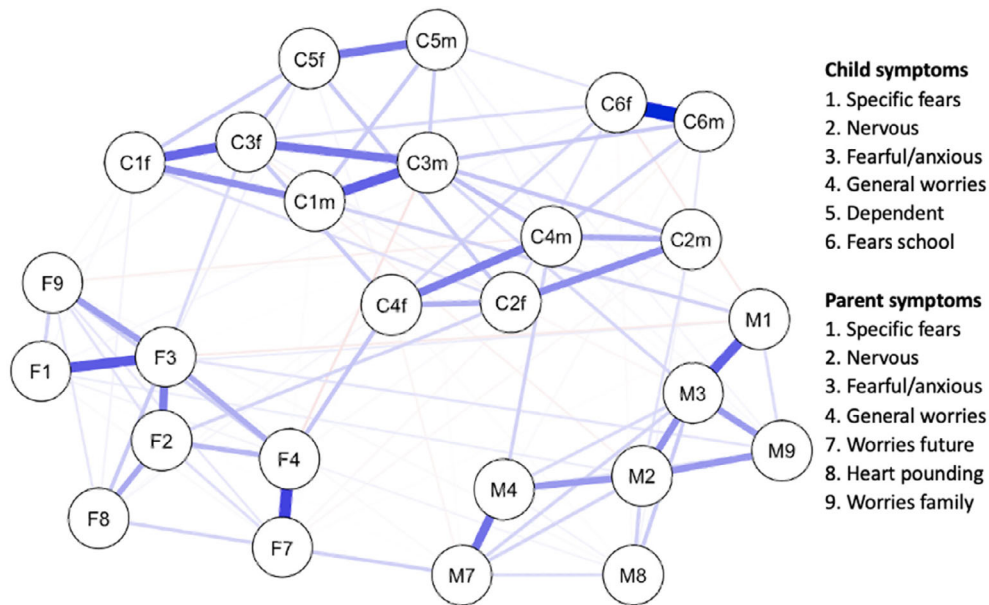 C5f
C5m
C6f
C6m
C3f
C1f
C3m
C1m
C4m
C2m
C4f
C2f
F9
M1
F3
F1
M3
F2
F4
M9
M2
M4
F8
F7
M7
M8
Child symptoms
1. Specific fears
2. Nervous
3. Fearful/anxious
4. General worries
5. Dependent
6. Fears school
Parent symptoms
1. Specific fears
2. Nervous
3. Fearful/anxious
4. General worries
7. Worries future
8. Heart pounding
9. Worries family